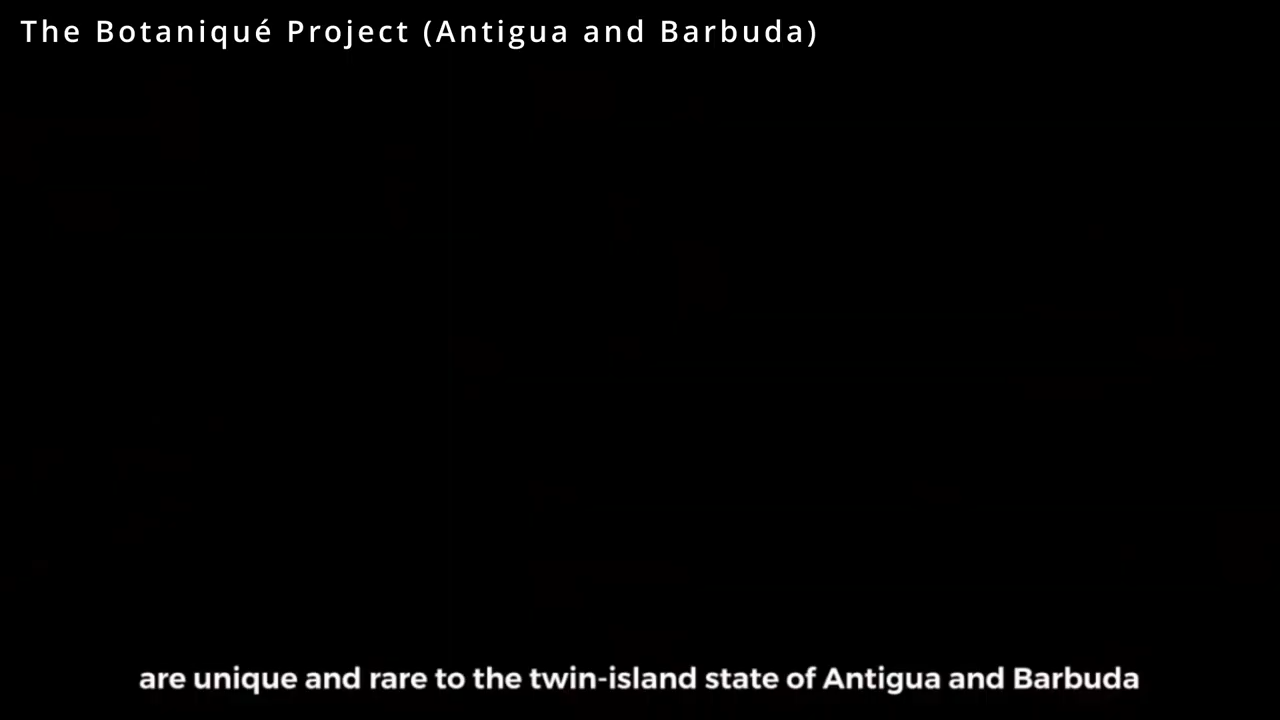 The Botaniqué Project (Antigua and Barbuda)
are unique and rare to the twin-island state of Antigua and Barbuda